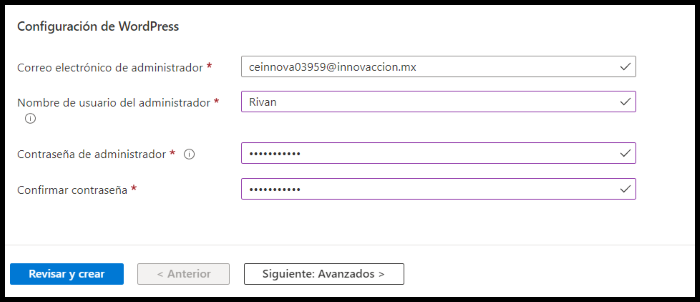 Configuración de WordPress
Correo electrónico de administrador * ceinnova03959@innovaccion.mx
Nombre de usuario del administrador * Rivan
Contraseña de administrador * •••••••••••
Confirmar contraseña * •••••••••••
Revisar y crear < Anterior Siguiente: Avanzados >